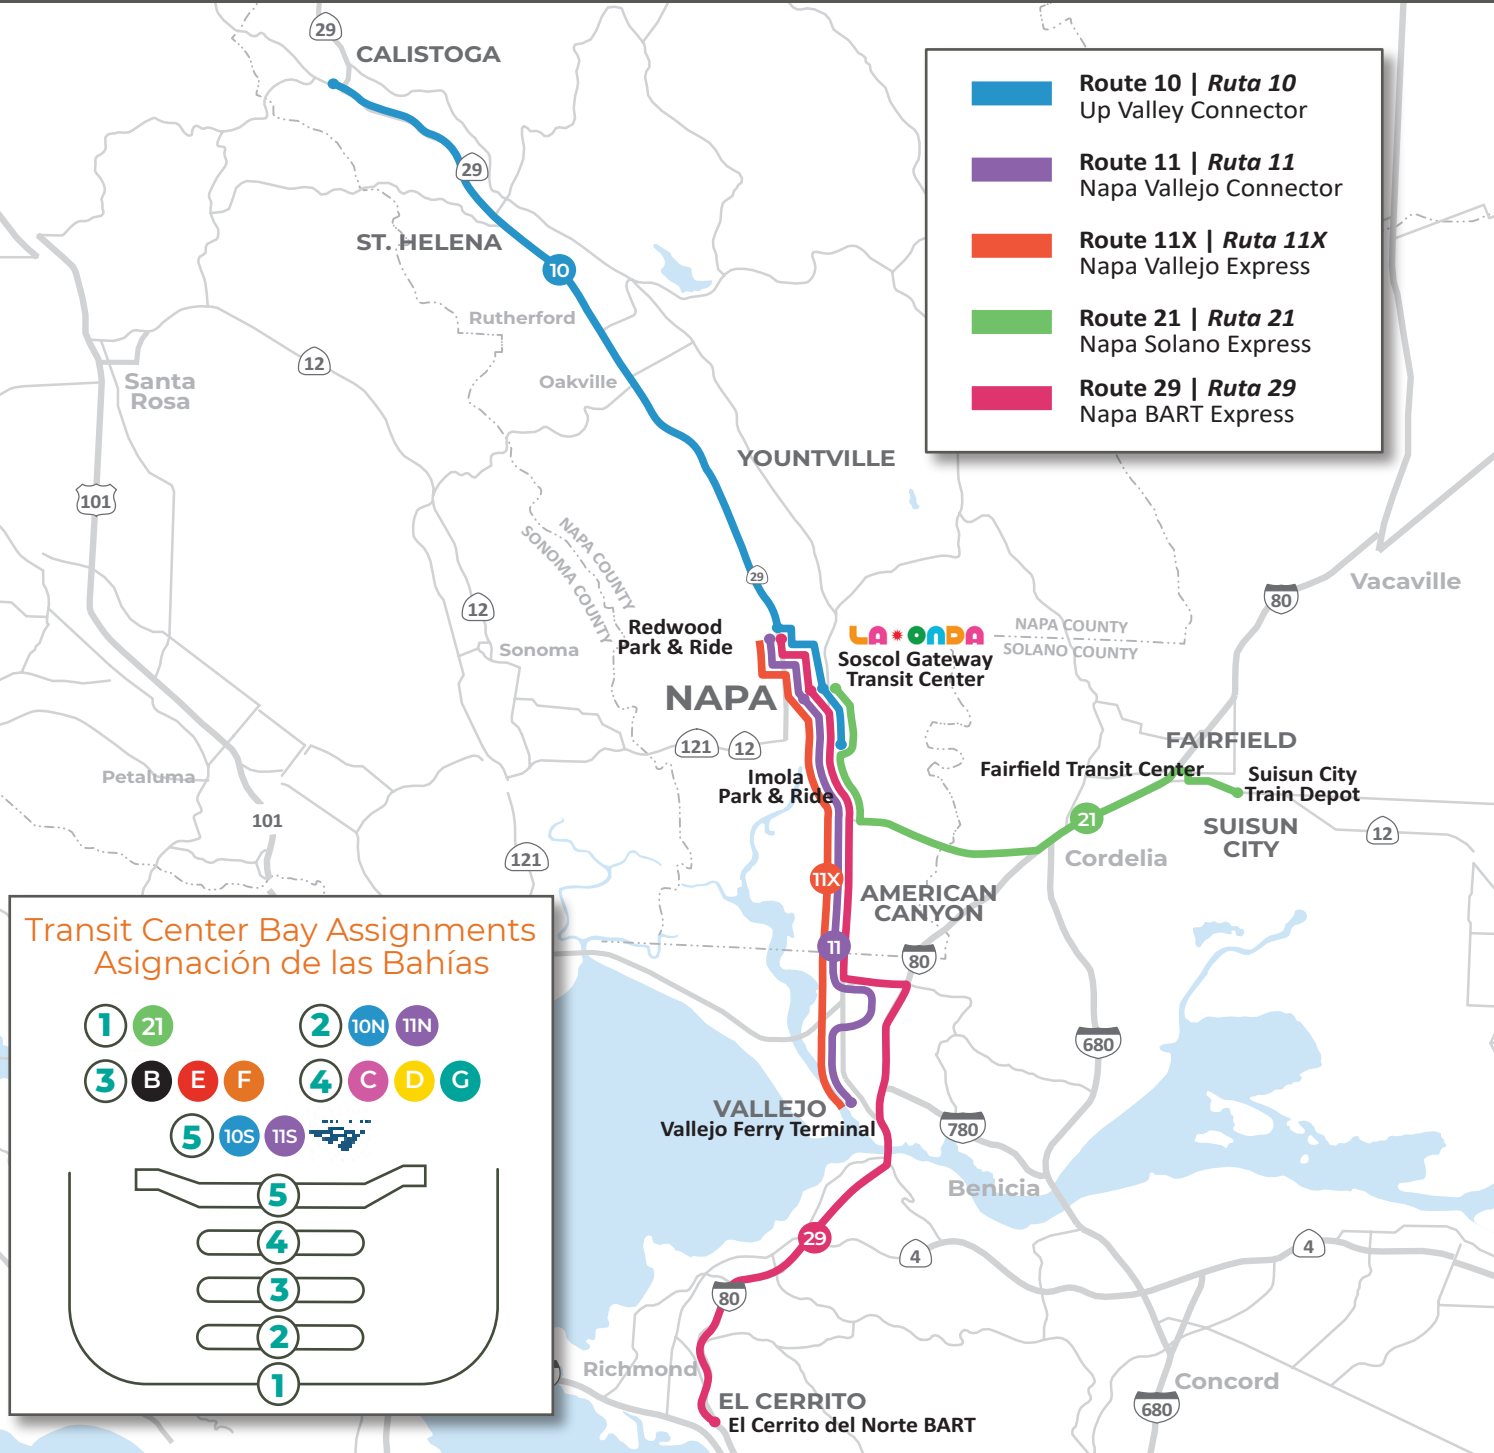 29
CALISTOGA
29
ST. HELENA
10
Rutherford
12
Santa
Rosa
Oakville
YOUNTVILLE
101
NAPA COUNTY
SONOMA COUNTY
29
12
Sonoma
Redwood
Park & Ride
LA ONDA
Soscol Gateway
Transit Center
NAPA COUNTY
SOLANO COUNTY
80
Vacaville
NAPA
121
12
Imola
Park & Ride
FAIRFIELD
Fairfield Transit Center
Suisun City
Train Depot
SUISUN
CITY
12
21
Cordelia
Petaluma
101
121
11X
AMERICAN
CANYON
11
80
680
VALLEJO
Vallejo Ferry Terminal
780
Benicia
29
4
4
80
Richmond
EL CERRITO
El Cerrito del Norte BART
Concord
680
Route 10 | Ruta 10
Up Valley Connector
Route 11 | Ruta 11
Napa Vallejo Connector
Route 11X | Ruta 11X
Napa Vallejo Express
Route 21 | Ruta 21
Napa Solano Express
Route 29 | Ruta 29
Napa BART Express
Transit Center Bay Assignments
Asignación de las Bahías
1 21
2 10N 11N
3 B E F
4 C D G
5 10S 11S
5
4
3
2
1